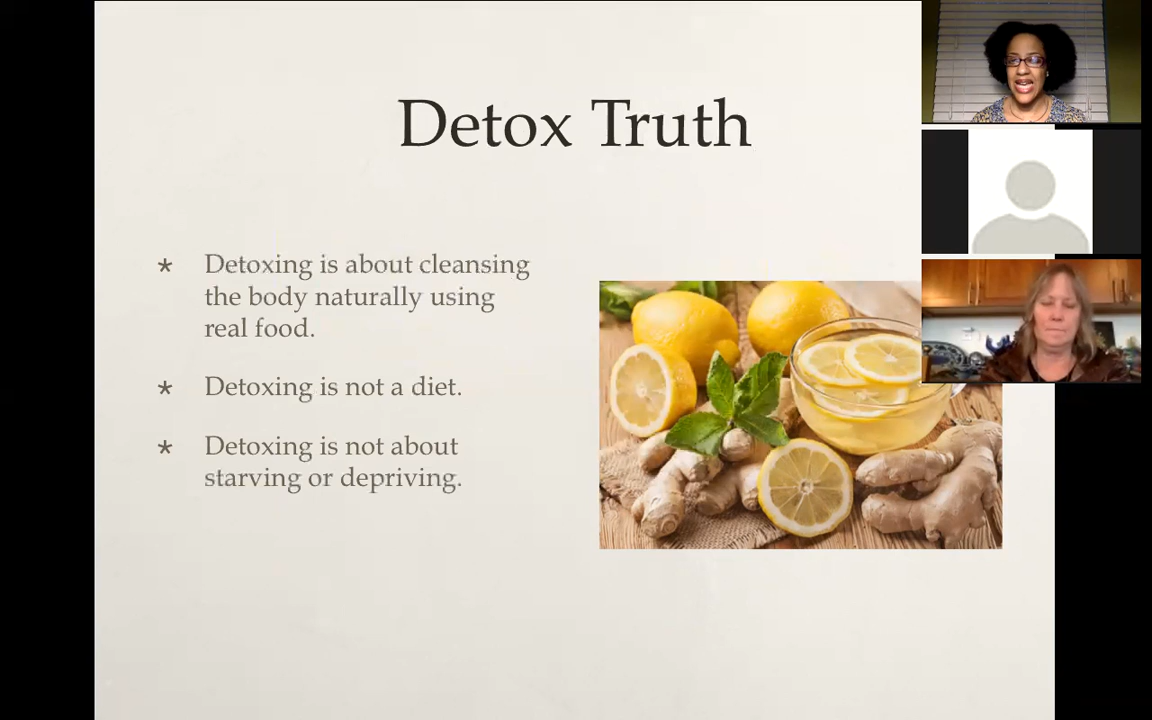 Detox Truth
* Detoxing is about cleansing
the body naturally using
real food.
* Detoxing is not a diet.
* Detoxing is not about
starving or depriving.